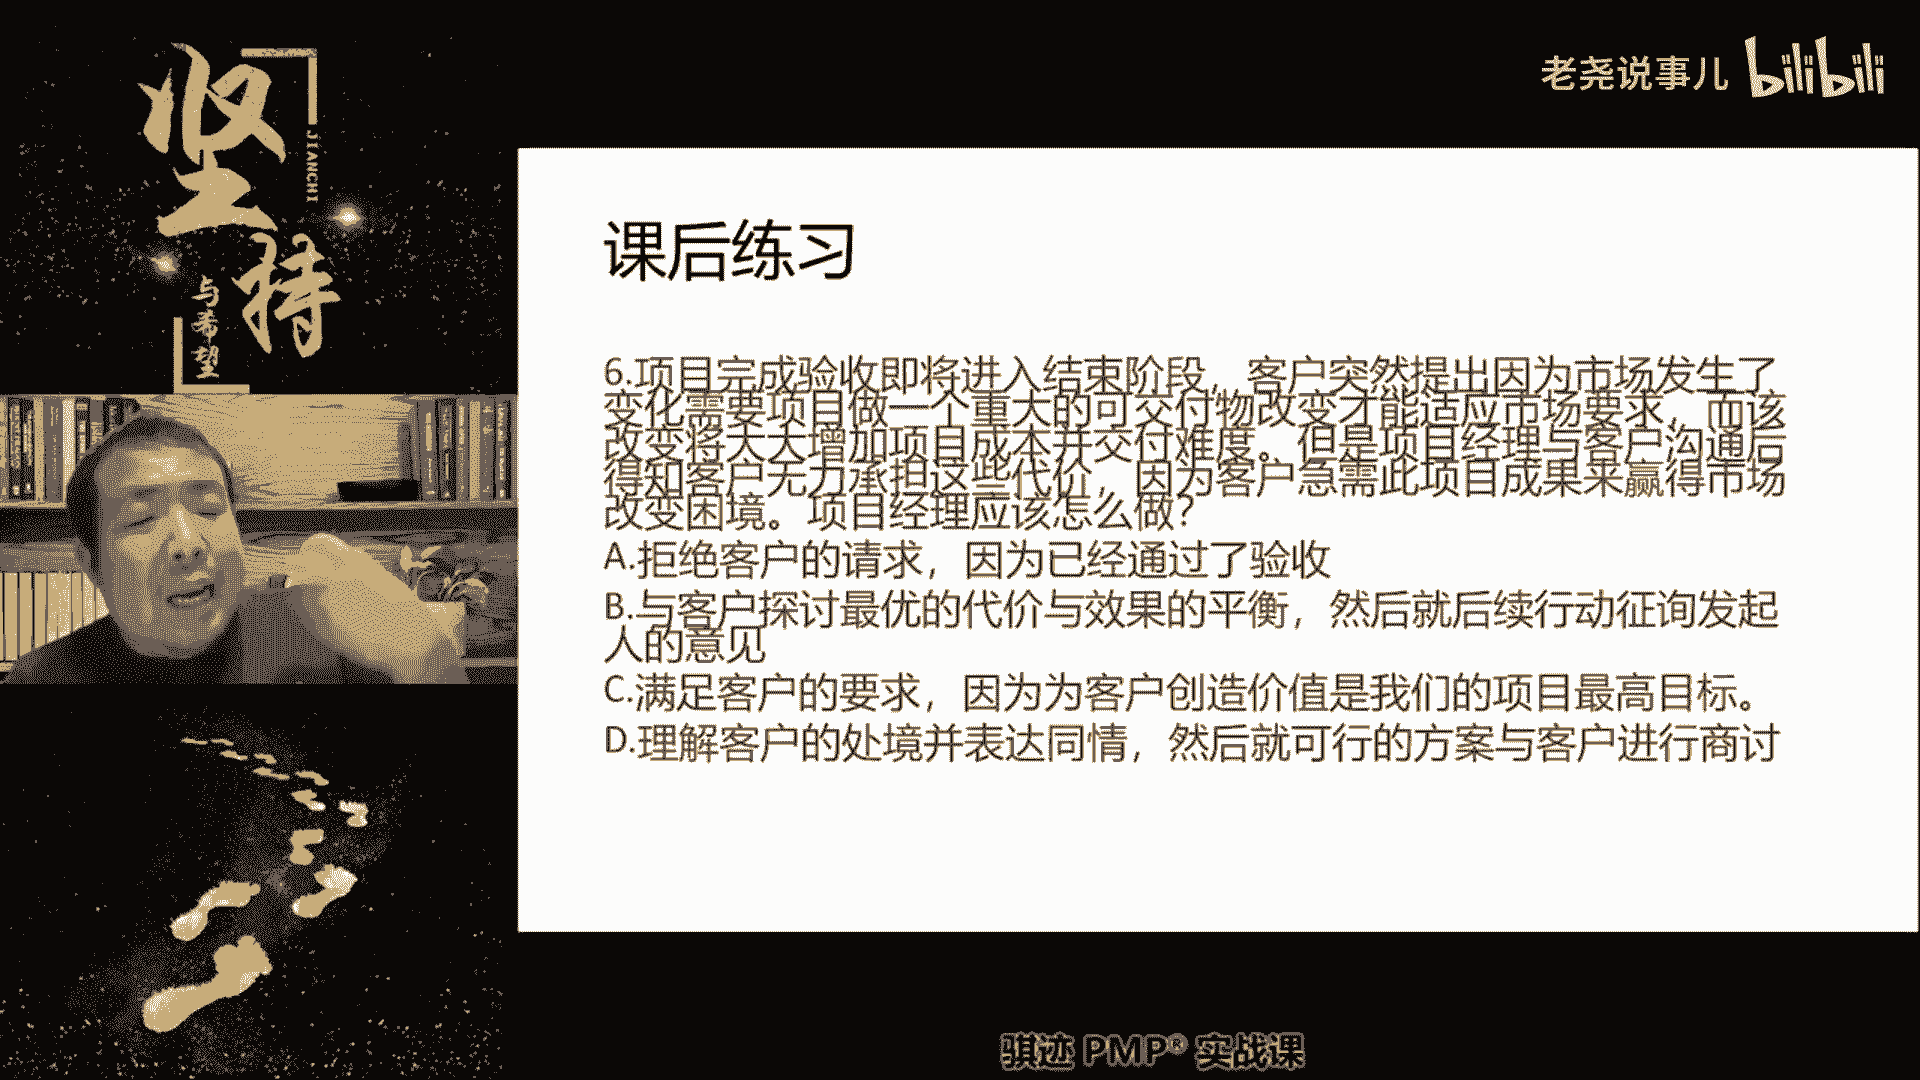 坚持
JIANCHI
与希望
老尧说事儿 bilibili
课后练习
6.项目完成验收即将进入结束阶段，客户突然提出因为市场发生了
变化需要项目做一个重大的可交付物改变才能适应市场要求，而该
改变将大大增加项目成本并交付难度。但是项目经理与客户沟通后
得知客户无力承担这些代价，因为客户急需此项目成果来赢得市场
改变困境。项目经理应该怎么做？
A.拒绝客户的请求，因为已经通过了验收
B.与客户探讨最优的代价与效果的平衡，然后就后续行动征询发起
人的意见
C.满足客户的要求，因为为客户创造价值是我们的项目最高目标。
D.理解客户的处境并表达同情，然后就可行的方案与客户进行商讨
骐迹 PMP® 实战课